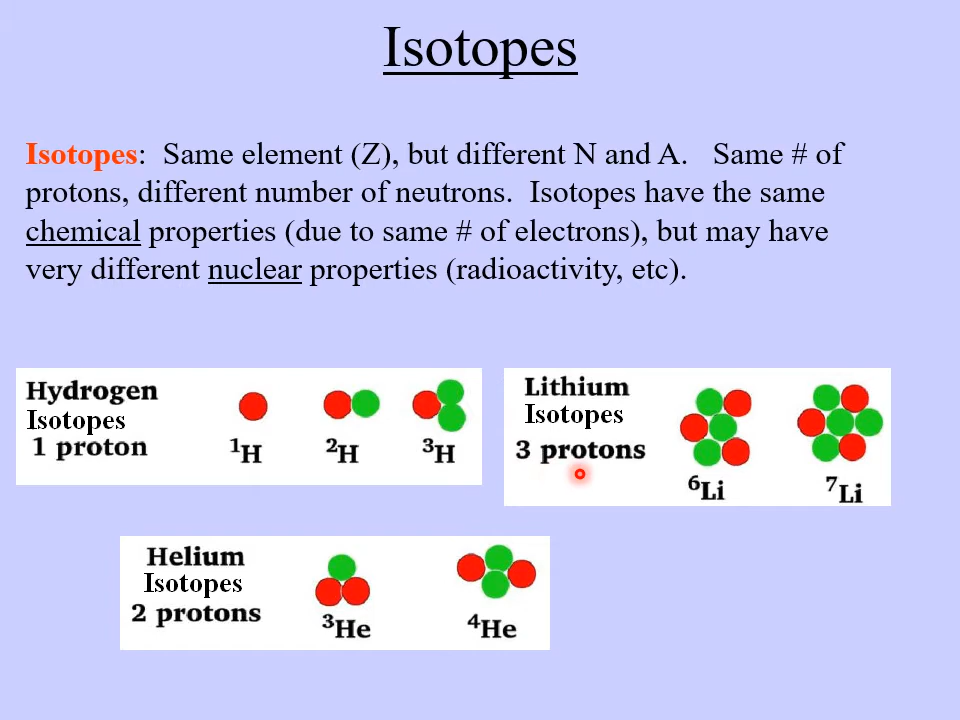 Isotopes
Isotopes:  Same element (Z), but different N and A.   Same # of
protons, different number of neutrons.  Isotopes have the same
chemical properties (due to same # of electrons), but may have
very different nuclear properties (radioactivity, etc).
Hydrogen
Isotopes
1 proton
¹H
²H
³H
Lithium
Isotopes
3 protons
⁶Li
⁷Li
Helium
Isotopes
2 protons
³He
⁴He